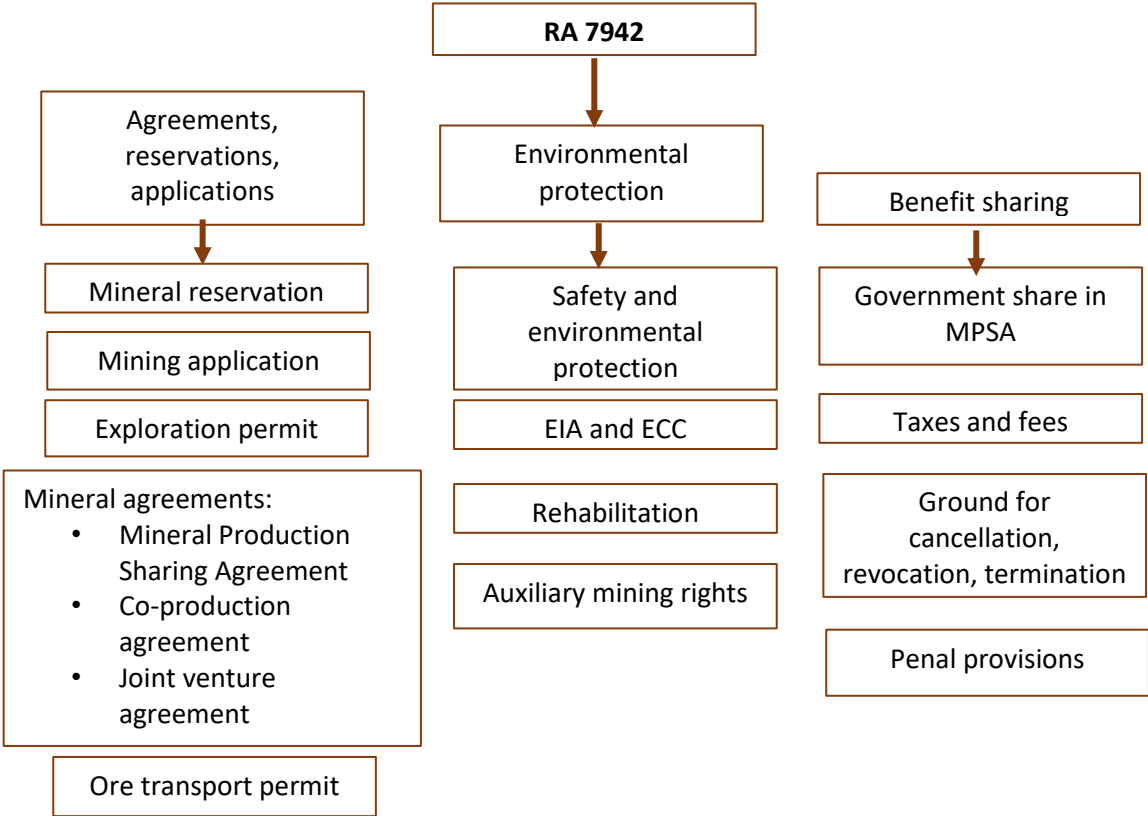 RA 7942
Agreements,
reservations,
applications
Mineral reservation
Mining application
Exploration permit
Mineral agreements:
• Mineral Production
Sharing Agreement
• Co-production
agreement
• Joint venture
agreement
Ore transport permit
Environmental
protection
Safety and
environmental
protection
EIA and ECC
Rehabilitation
Auxiliary mining rights
Benefit sharing
Government share in
MPSA
Taxes and fees
Ground for
cancellation,
revocation, termination
Penal provisions